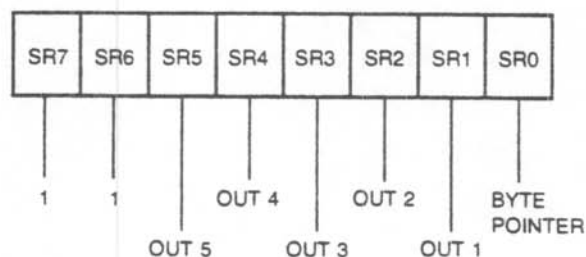 SR7 SR6 SR5 SR4 SR3 SR2 SR1 SR0
1 1 OUT 4 OUT 2 BYTE
POINTER
OUT 5 OUT 3 OUT 1